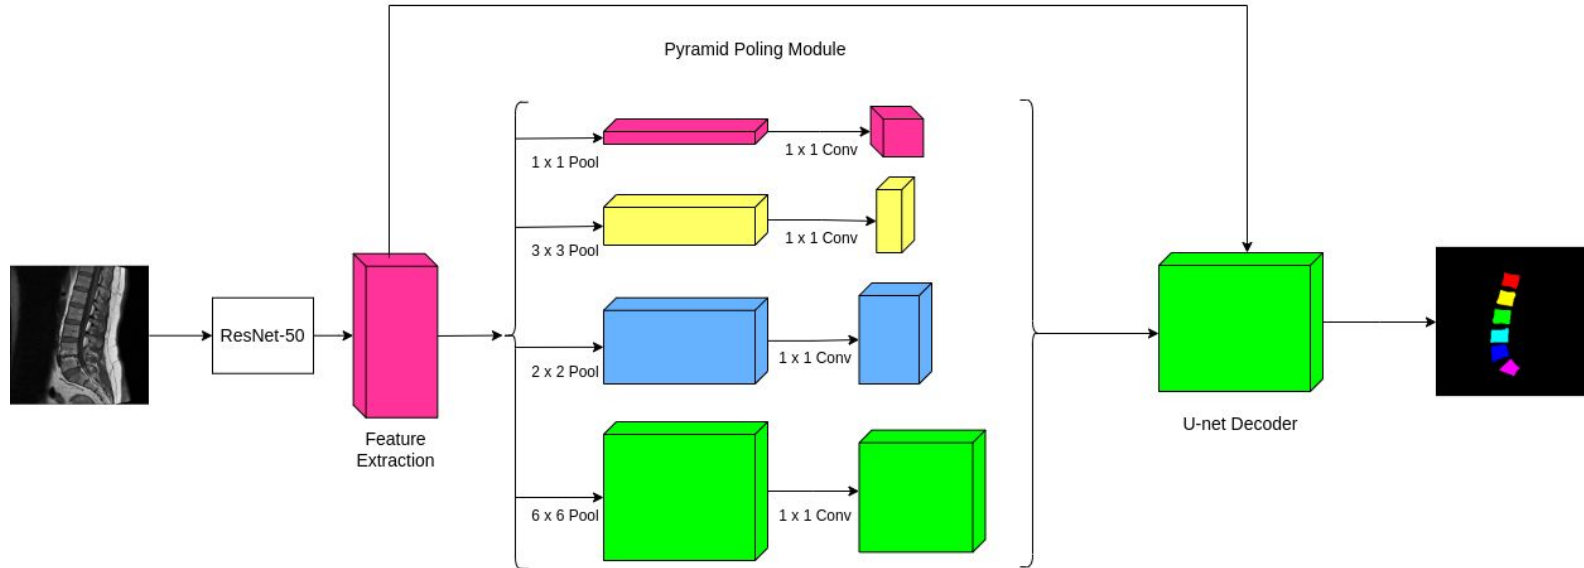 Pyramid Poling Module
1 x 1 Pool
1 x 1 Conv
3 x 3 Pool
1 x 1 Conv
ResNet-50
2 x 2 Pool
1 x 1 Conv
Feature
Extraction
U-net Decoder
6 x 6 Pool
1 x 1 Conv